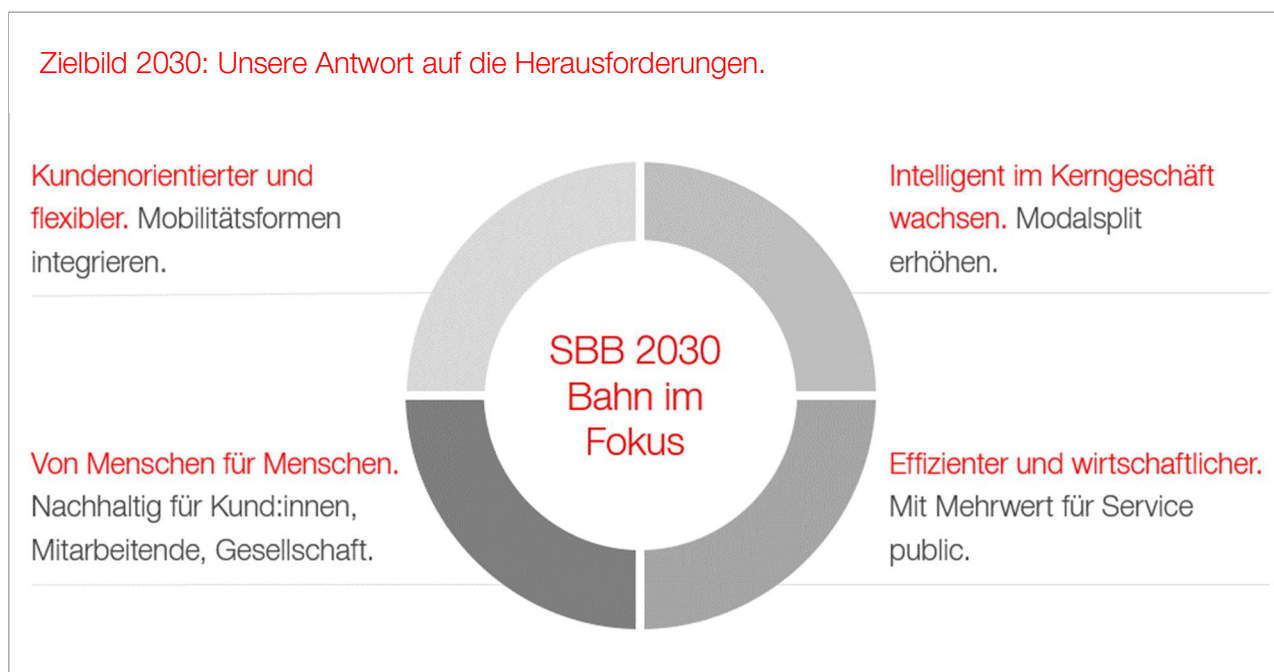 Zielbild 2030: Unsere Antwort auf die Herausforderungen.
Kundenorientierter und
flexibler. Mobilitätsformen
integrieren.
Intelligent im Kerngeschäft
wachsen. Modalsplit
erhöhen.
SBB 2030
Bahn im
Fokus
Von Menschen für Menschen.
Nachhaltig für Kund:innen,
Mitarbeitende, Gesellschaft.
Effizienter und wirtschaftlicher.
Mit Mehrwert für Service
public.